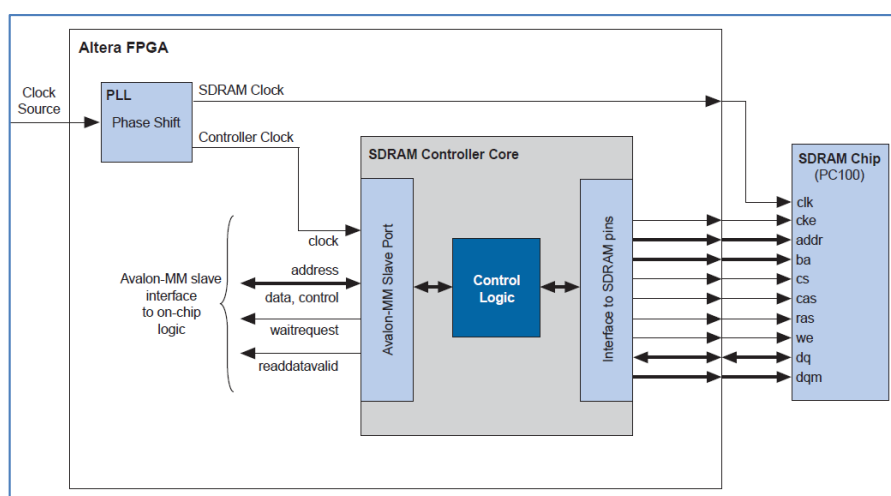 Altera FPGA
Clock
Source
PLL
Phase Shift
SDRAM Clock
Controller Clock
SDRAM Controller Core
Avalon-MM Slave Port
Control
Logic
Interface to SDRAM pins
clock
address
data, control
waitrequest
readdatavalid
Avalon-MM slave
interface
to on-chip
logic
SDRAM Chip
(PC100)
clk
cke
addr
ba
cs
cas
ras
we
dq
dqm